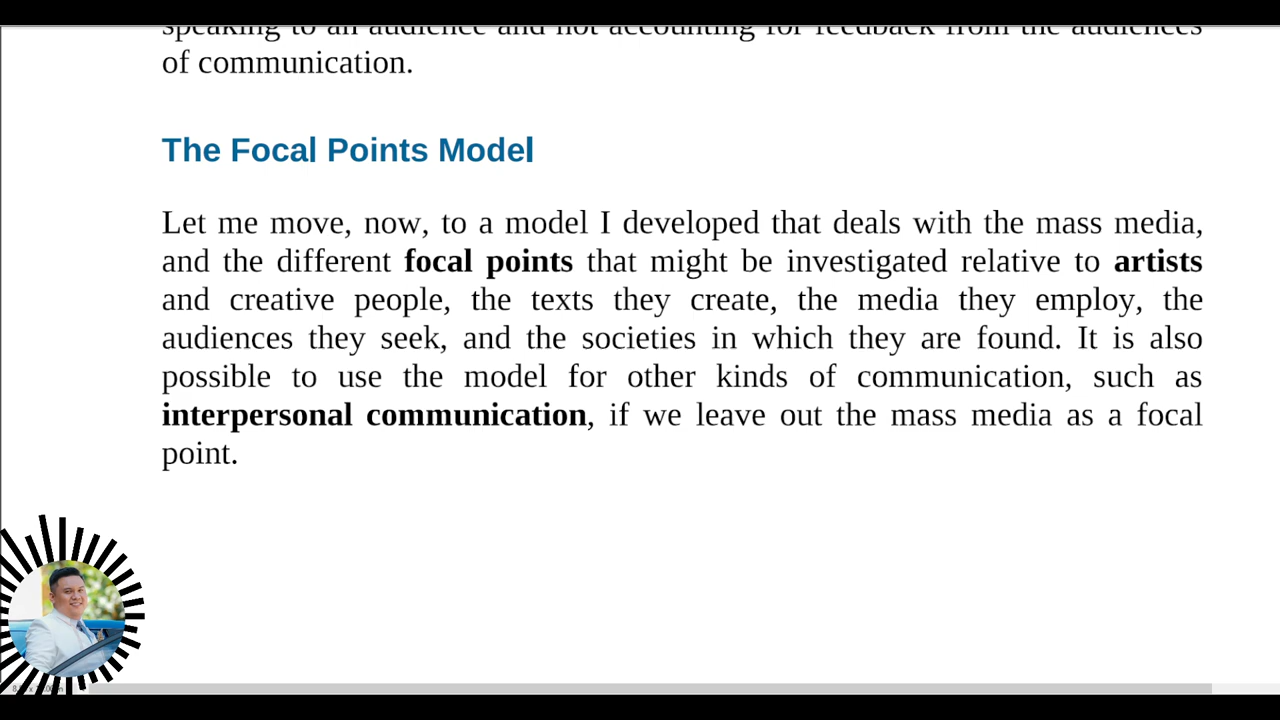 speaking to an audience and not accounting for feedback from the audiences
of communication.
The Focal Points Model
Let me move, now, to a model I developed that deals with the mass media,
and the different focal points that might be investigated relative to artists
and creative people, the texts they create, the media they employ, the
audiences they seek, and the societies in which they are found. It is also
possible to use the model for other kinds of communication, such as
interpersonal communication, if we leave out the mass media as a focal
point.